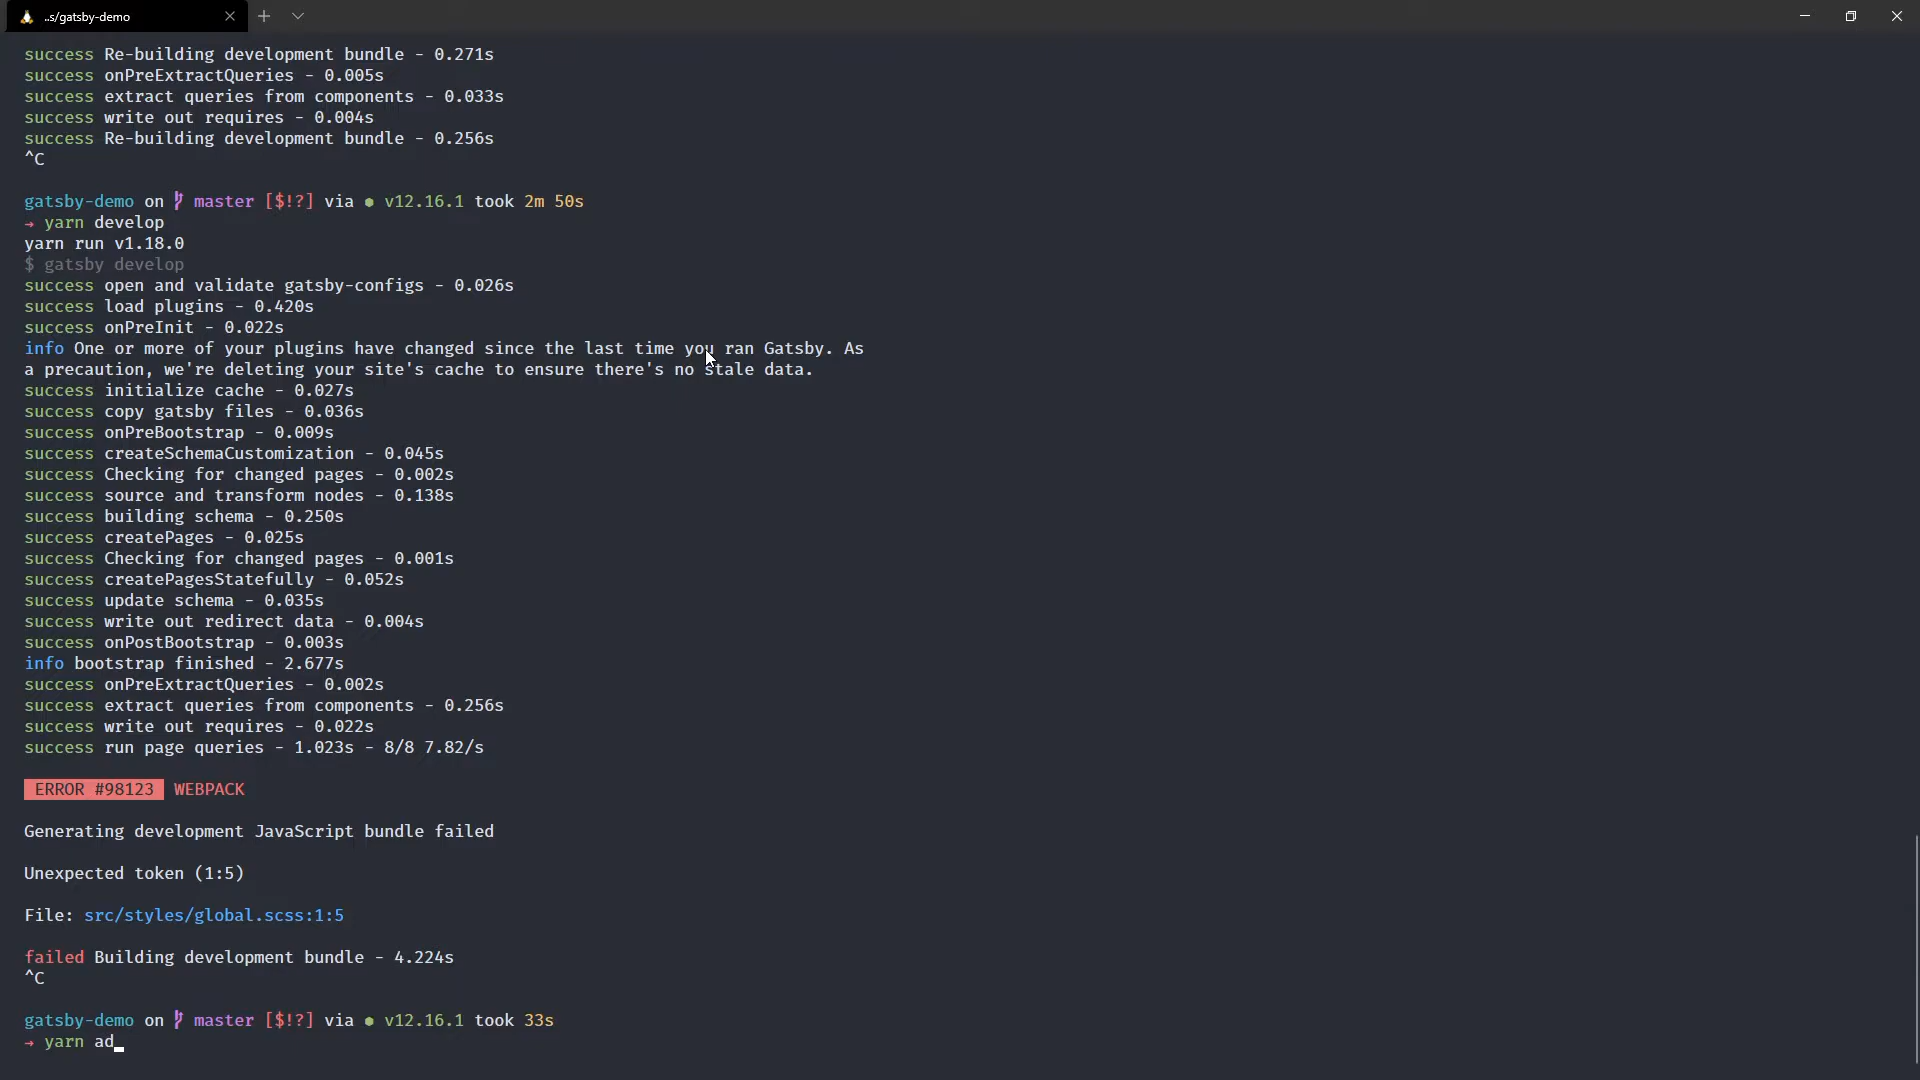 ..s/gatsby-demo
success Re-building development bundle - 0.271s
success onPreExtractQueries - 0.005s
success extract queries from components - 0.033s
success write out requires - 0.004s
success Re-building development bundle - 0.256s
^C
gatsby-demo on master [$!?] via ⬢ v12.16.1 took 2m 50s
→ yarn develop
yarn run v1.18.0
$ gatsby develop
success open and validate gatsby-configs - 0.026s
success load plugins - 0.420s
success onPreInit - 0.022s
info One or more of your plugins have changed since the last time you ran Gatsby. As
a precaution, we're deleting your site's cache to ensure there's no stale data.
success initialize cache - 0.027s
success copy gatsby files - 0.036s
success onPreBootstrap - 0.009s
success createSchemaCustomization - 0.045s
success Checking for changed pages - 0.002s
success source and transform nodes - 0.138s
success building schema - 0.250s
success createPages - 0.025s
success Checking for changed pages - 0.001s
success createPagesStatefully - 0.052s
success update schema - 0.035s
success write out redirect data - 0.004s
success onPostBootstrap - 0.003s
info bootstrap finished - 2.677s
success onPreExtractQueries - 0.002s
success extract queries from components - 0.256s
success write out requires - 0.022s
success run page queries - 1.023s - 8/8 7.82/s
ERROR #98123 WEBPACK
Generating development JavaScript bundle failed
Unexpected token (1:5)
File: src/styles/global.scss:1:5
failed Building development bundle - 4.224s
^C
gatsby-demo on master [$!?] via ⬢ v12.16.1 took 33s
→ yarn ad